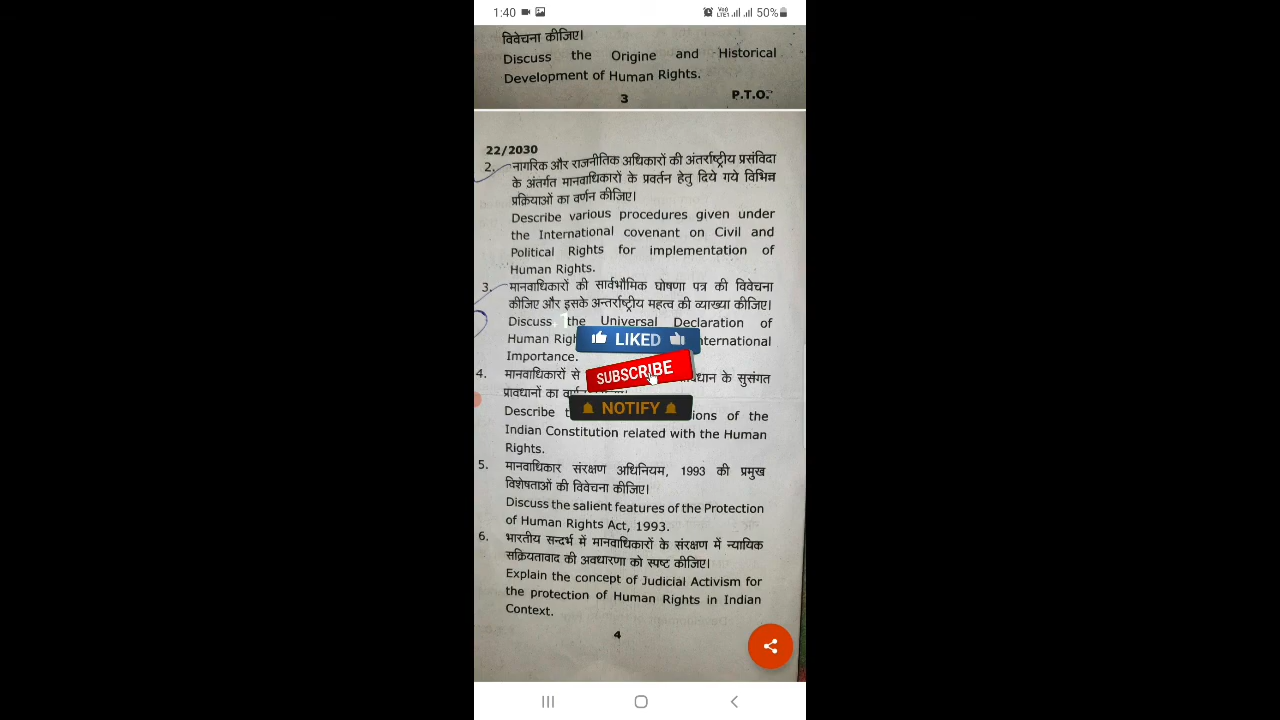 1:40
Vo) LTE1 50%
विवेचना कीजिए।
Discuss the Origine and Historical
Development of Human Rights.
3
P.T.O.
22/2030
2. नागरिक और राजनीतिक अधिकारों की अंतर्राष्ट्रीय प्रसंविदा
के अंतर्गत मानवाधिकारों के प्रवर्तन हेतु दिये गये विभिन्न
प्रक्रियाओं का वर्णन कीजिए।
Describe various procedures given under
the International covenant on Civil and
Political Rights for implementation of
Human Rights.
3. मानवाधिकारों की सार्वभौमिक घोषणा पत्र की विवेचना
कीजिए और इसके अन्तर्राष्ट्रीय महत्व की व्याख्या कीजिए।
Discuss the Universal Declaration of
Human
Importance.
LIKED
SUBSCRIBE
NOTIFY
4. मानवाधिकारों से के सुसंगत
प्रावधानों का
Describe of the
Indian Constitution related with the Human
Rights.
5. मानवाधिकार संरक्षण अधिनियम, 1993 की प्रमुख
विशेषताओं की विवेचना कीजिए।
Discuss the salient features of the Protection
of Human Rights Act, 1993.
6. भारतीय सन्दर्भ में मानवाधिकारों के संरक्षण में न्यायिक
सक्रियतावाद की अवधारणा को स्पष्ट कीजिए।
Explain the concept of Judicial Activism for
the protection of Human Rights in Indian
Context.
4